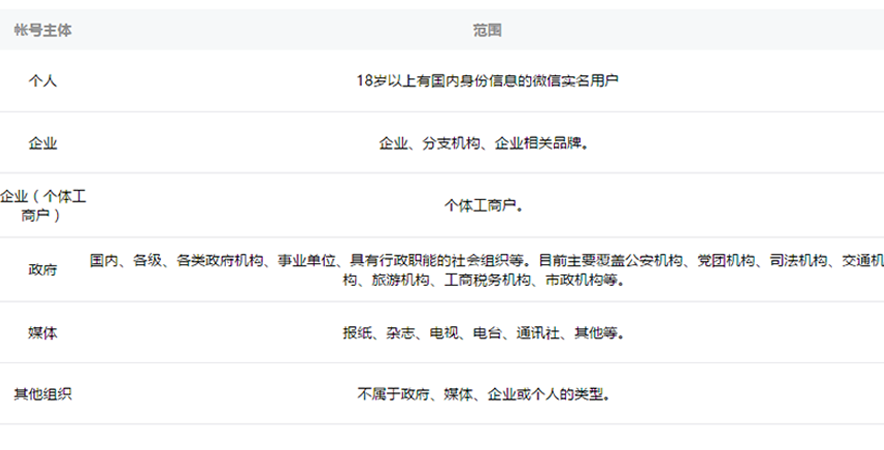 帐号主体 范围
个人 18岁以上有国内身份信息的微信实名用户
企业 企业、分支机构、企业相关品牌。
企业（个体工
商户） 个体工商户。
政府 国内、各级、各类政府机构、事业单位、具有行政职能的社会组织等。目前主要覆盖公安机构、党团机构、司法机构、交通机
构、旅游机构、工商税务机构、市政机构等。
媒体 报纸、杂志、电视、电台、通讯社、其他等。
其他组织 不属于政府、媒体、企业或个人的类型。